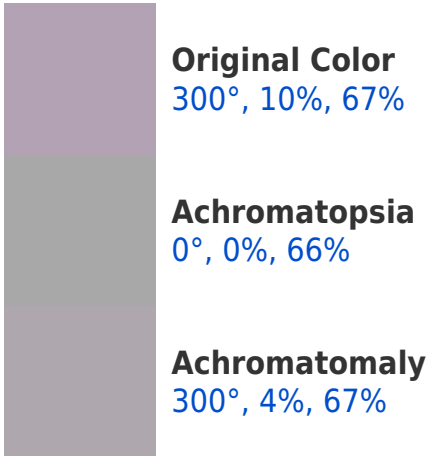 Original Color
300°, 10%, 67%
Achromatopsia
0°, 0%, 66%
Achromatomaly
300°, 4%, 67%